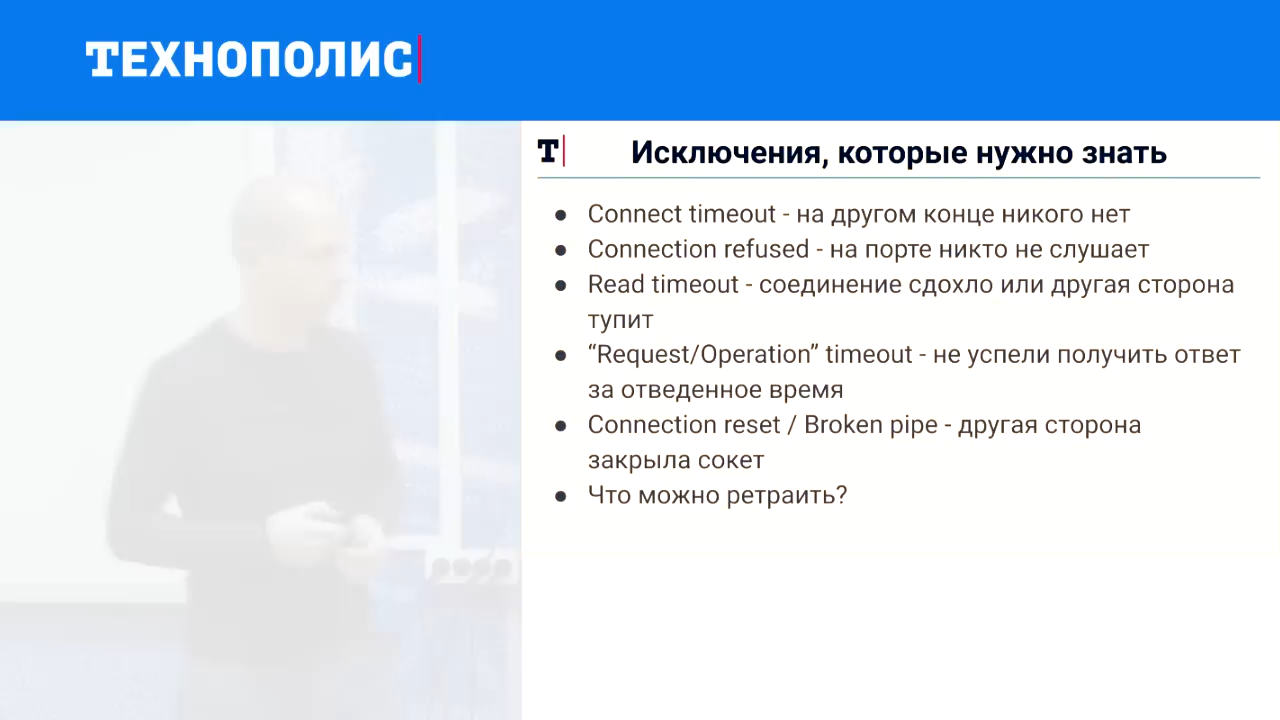 ТЕХНОПОЛИС
Т Исключения, которые нужно знать
● Connect timeout - на другом конце никого нет
● Connection refused - на порте никто не слушает
● Read timeout - соединение сдохло или другая сторона
тупит
● “Request/Operation” timeout - не успели получить ответ
за отведенное время
● Connection reset / Broken pipe - другая сторона
закрыла сокет
● Что можно ретраить?